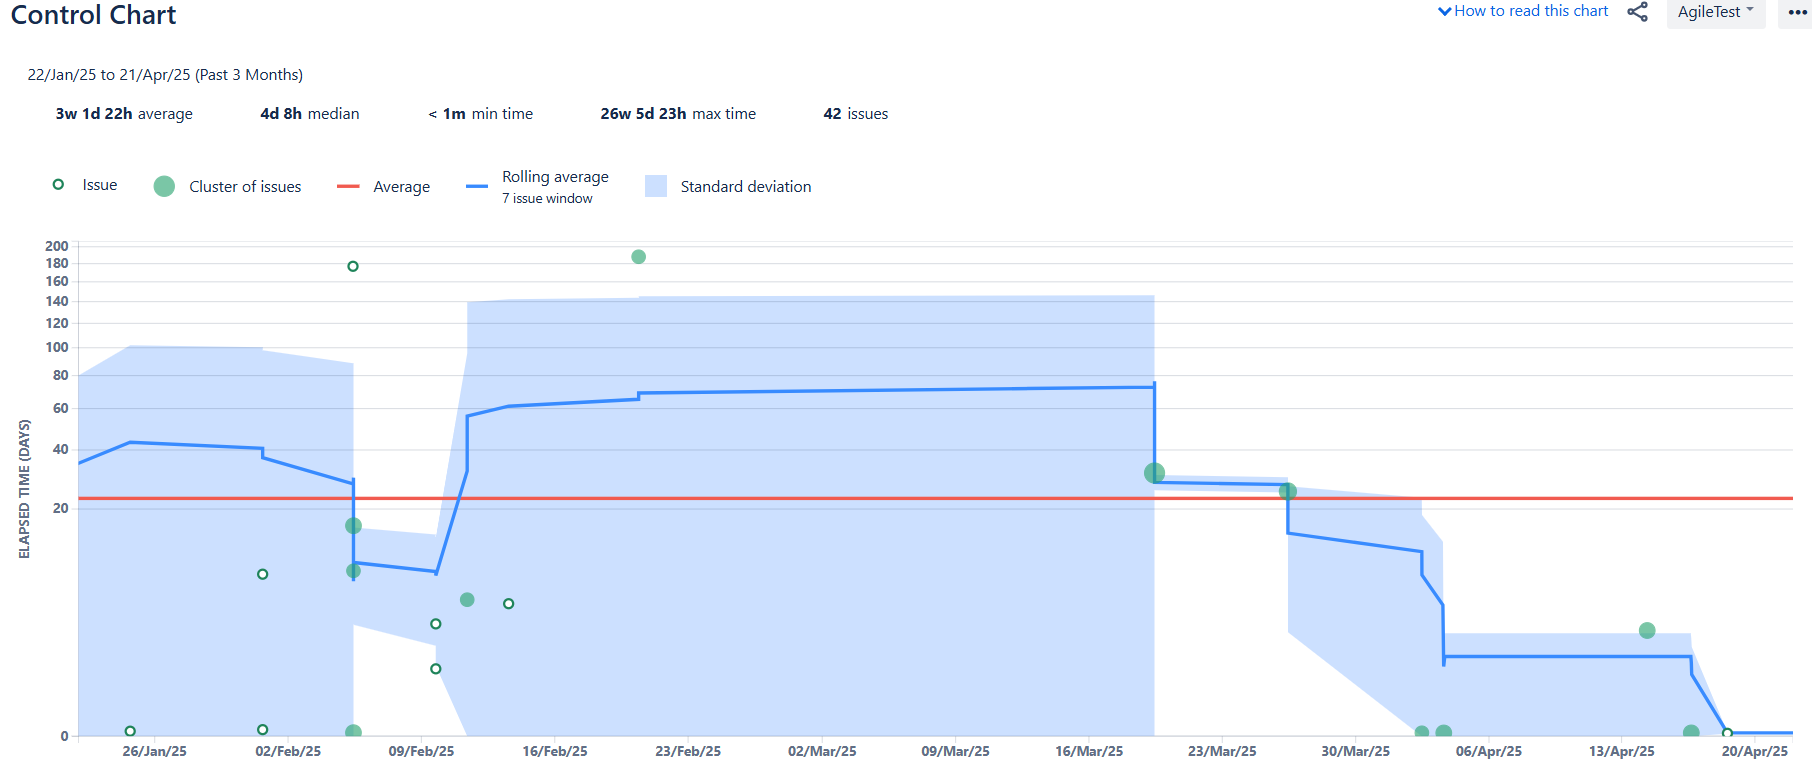 Control Chart
How to read this chart
AgileTest
22/Jan/25 to 21/Apr/25 (Past 3 Months)
3w 1d 22h average
4d 8h median
< 1m min time
26w 5d 23h max time
42 issues
Issue
Cluster of issues
Average
Rolling average
7 issue window
Standard deviation
ELAPSED TIME (DAYS)
200
180
160
140
120
100
80
60
40
20
0
26/Jan/25
02/Feb/25
09/Feb/25
16/Feb/25
23/Feb/25
02/Mar/25
09/Mar/25
16/Mar/25
23/Mar/25
30/Mar/25
06/Apr/25
13/Apr/25
20/Apr/25